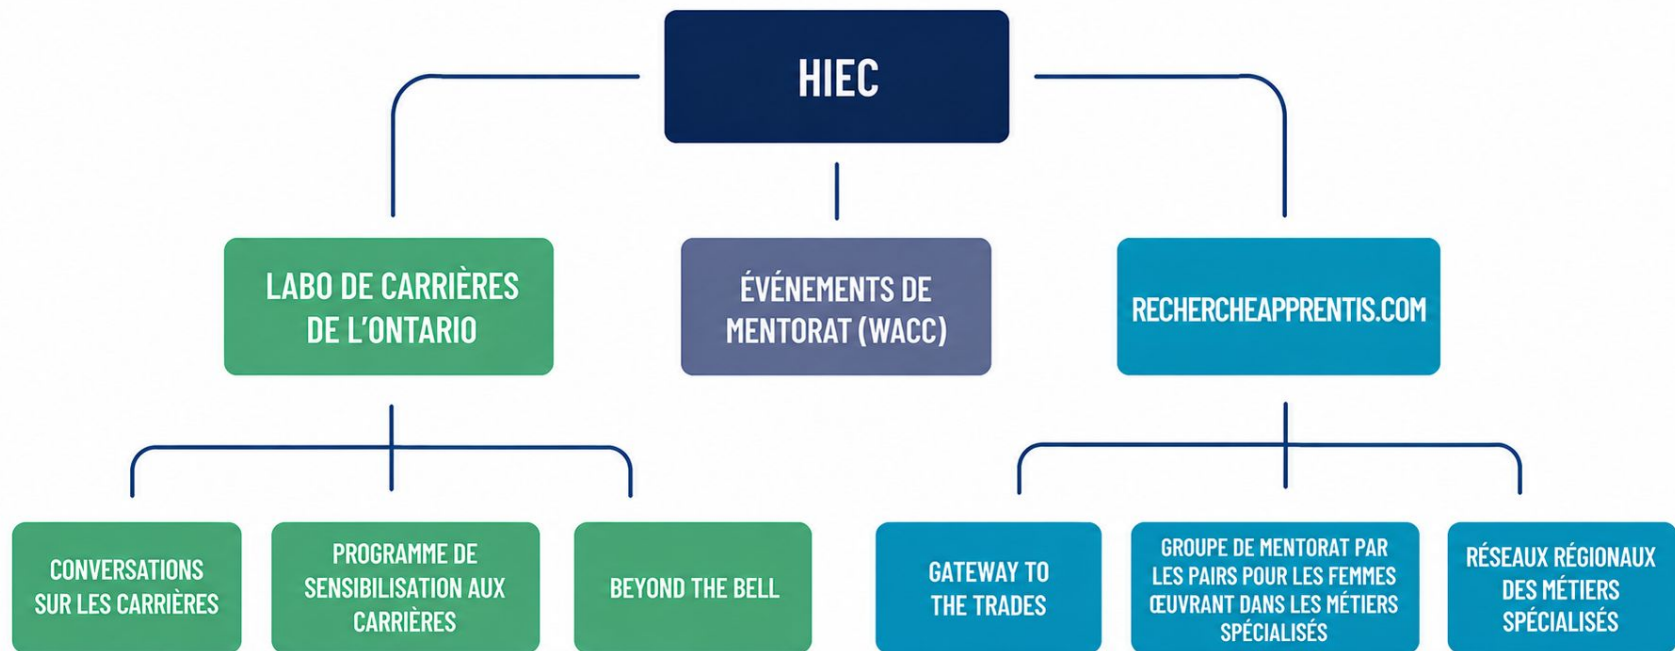 HIEC
LABO DE CARRIÈRES
DE L'ONTARIO
ÉVÉNEMENTS DE
MENTORAT (WACC)
RECHERCHEAPPRENTIS.COM
CONVERSATIONS
SUR LES CARRIÈRES
PROGRAMME DE
SENSIBILISATION AUX
CARRIÈRES
BEYOND THE BELL
GATEWAY TO
THE TRADES
GROUPE DE MENTORAT PAR
LES PAIRS POUR LES FEMMES
ŒUVRANT DANS LES MÉTIERS
SPÉCIALISÉS
RÉSEAUX RÉGIONAUX
DES MÉTIERS
SPÉCIALISÉS